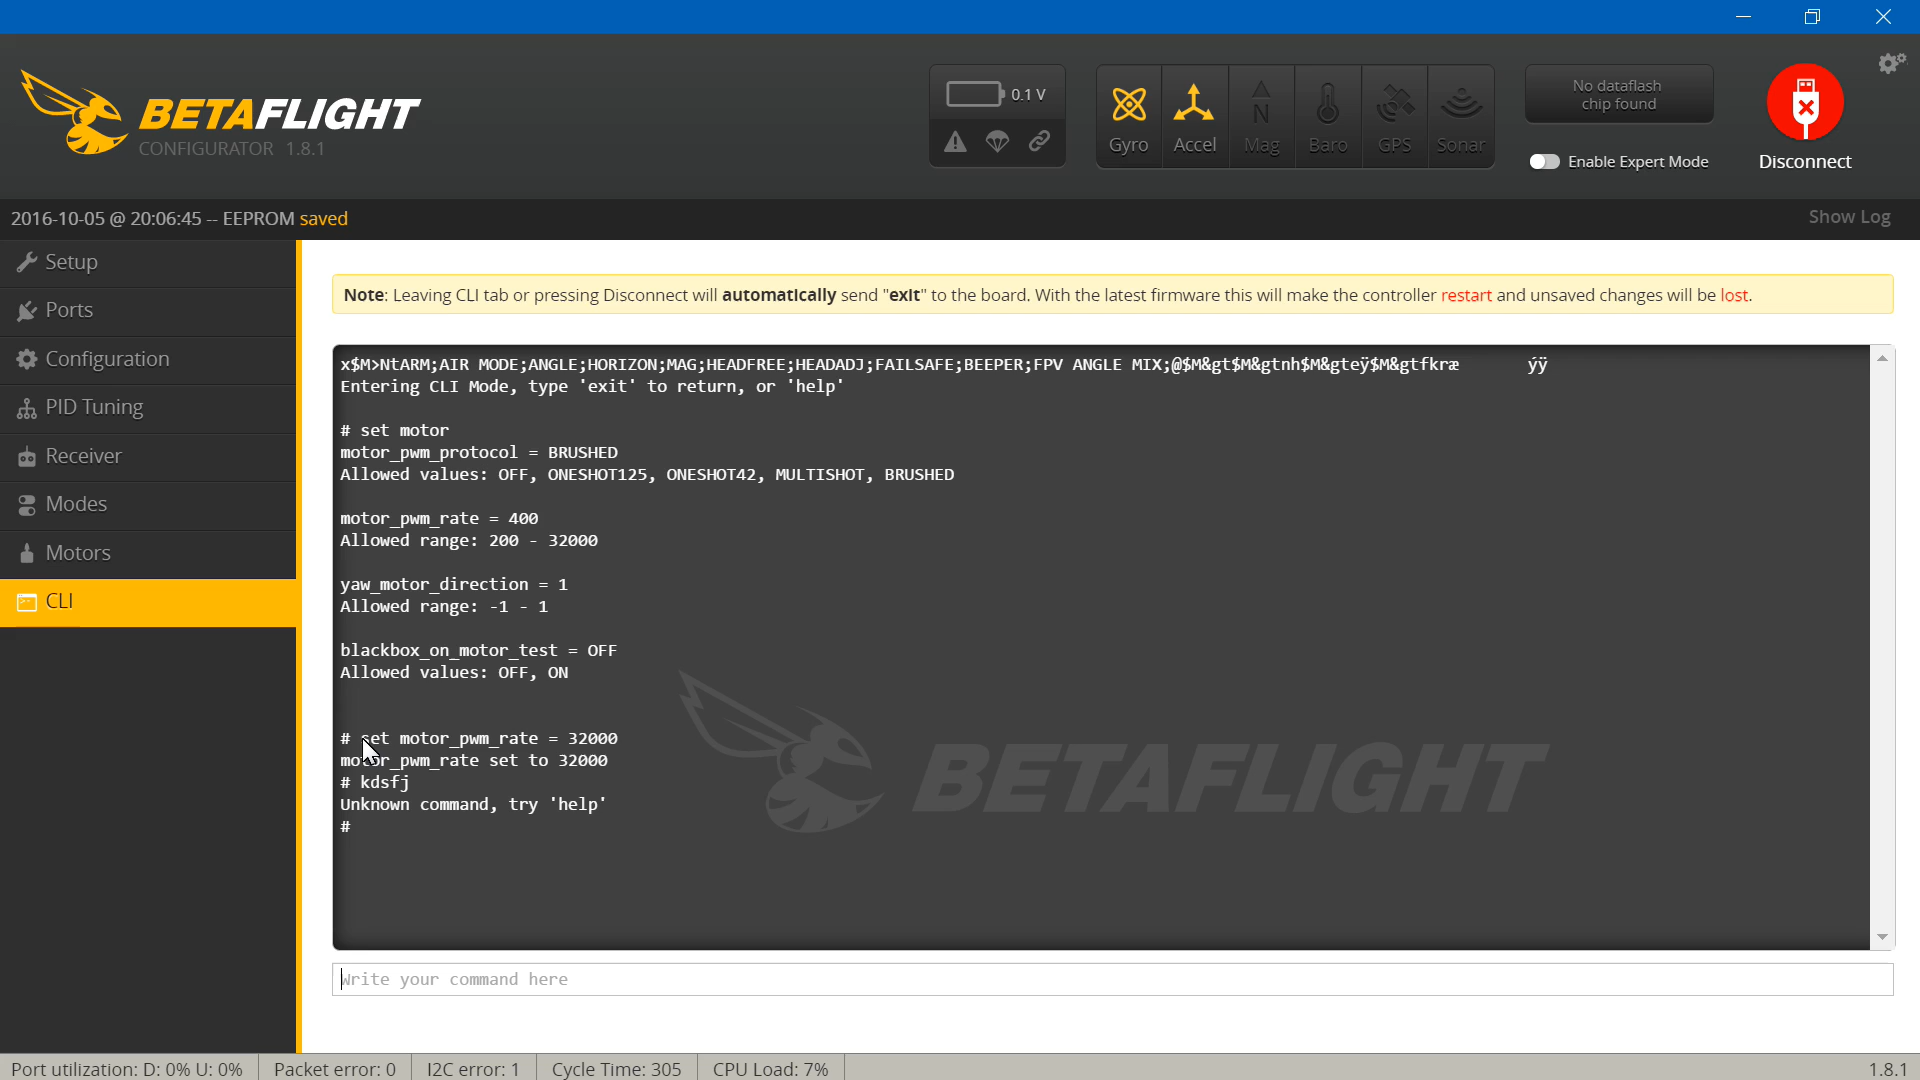 BETAFLIGHT
CONFIGURATOR 1.8.1
0.1 V
Gyro
Accel
Mag
Baro
GPS
Sonar
No dataflash
chip found
Enable Expert Mode
Disconnect
2016-10-05 @ 20:06:45 -- EEPROM saved
Show Log
Setup
Ports
Configuration
PID Tuning
Receiver
Modes
Motors
CLI
Note: Leaving CLI tab or pressing Disconnect will automatically send "exit" to the board. With the latest firmware this will make the controller restart and unsaved changes will be lost.
x$M>NtARM;AIR MODE;ANGLE;HORIZON;MAG;HEADFREE;HEADADJ;FAILSAFE;BEEPER;FPV ANGLE MIX;@$M&gt$M&gtnh$M&gteÿ$M&gtfkræ ýÿ
Entering CLI Mode, type 'exit' to return, or 'help'
# set motor
motor_pwm_protocol = BRUSHED
Allowed values: OFF, ONESHOT125, ONESHOT42, MULTISHOT, BRUSHED
motor_pwm_rate = 400
Allowed range: 200 - 32000
yaw_motor_direction = 1
Allowed range: -1 - 1
blackbox_on_motor_test = OFF
Allowed values: OFF, ON
# set motor_pwm_rate = 32000
motor_pwm_rate set to 32000
# kdsfj
Unknown command, try 'help'
#
BETAFLIGHT
Write your command here
Port utilization: D: 0% U: 0%
Packet error: 0
I2C error: 1
Cycle Time: 305
CPU Load: 7%
1.8.1